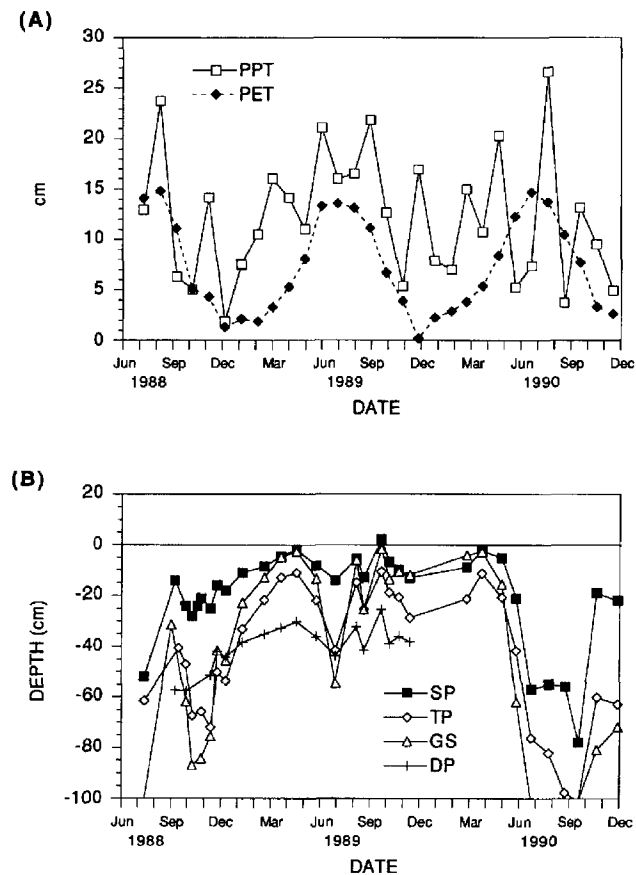 (A)
30
25
20
15
10
5
0
cm
PPT
PET
Jun Sep Dec Mar Jun Sep Dec Mar Jun Sep Dec
1988 1989 1990
DATE
(B)
20
0
-20
-40
-60
-80
-100
DEPTH (cm)
SP
TP
GS
DP
Jun Sep Dec Mar Jun Sep Dec Mar Jun Sep Dec
1988 1989 1990
DATE